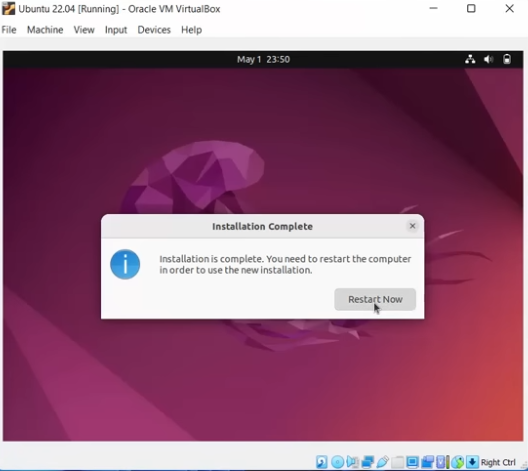 Ubuntu 22.04 [Running] - Oracle VM VirtualBox
File Machine View Input Devices Help
May 1 23:50
Installation Complete
Installation is complete. You need to restart the computer
in order to use the new installation.
Restart Now
Right Ctrl